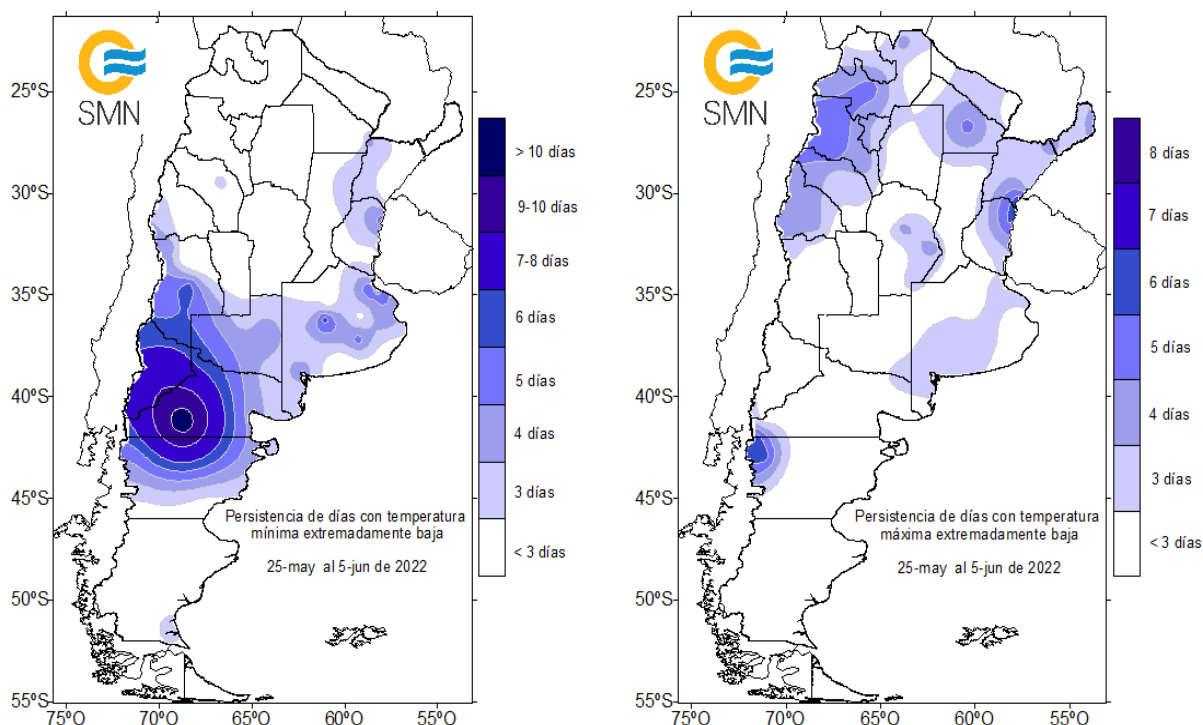 SMN
25ºS
30ºS
35ºS
40ºS
45ºS
50ºS
55ºS
75ºO
70ºO
65ºO
60ºO
55ºO
> 10 días
9-10 días
7-8 días
6 días
5 días
4 días
3 días
< 3 días
Persistencia de días con temperatura
mínima extremadamente baja
25-may al 5-jun de 2022
SMN
25ºS
30ºS
35ºS
40ºS
45ºS
50ºS
55ºS
75ºO
70ºO
65ºO
60ºO
55ºO
8 días
7 días
6 días
5 días
4 días
3 días
< 3 días
Persistencia de días con temperatura
máxima extremadamente baja
25-may al 5-jun de 2022